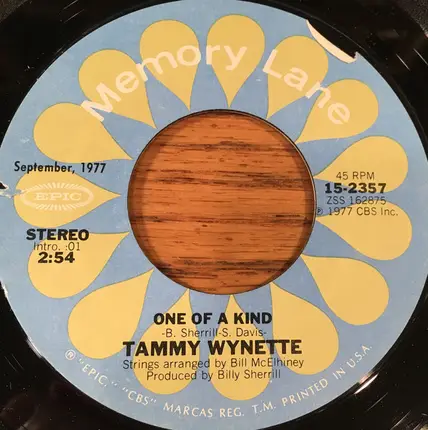 Memory Lane
September, 1977
EPIC
STEREO
Intro. :01
2:54
45 RPM
15-2357
ZSS 162875
℗ 1977 CBS Inc.
ONE OF A KIND
-B. Sherrill-S. Davis-
TAMMY WYNETTE
Strings arranged by Bill McElhiney
Produced by Billy Sherrill
® "EPIC," "CBS" MARCAS REG. T.M. PRINTED IN U.S.A.